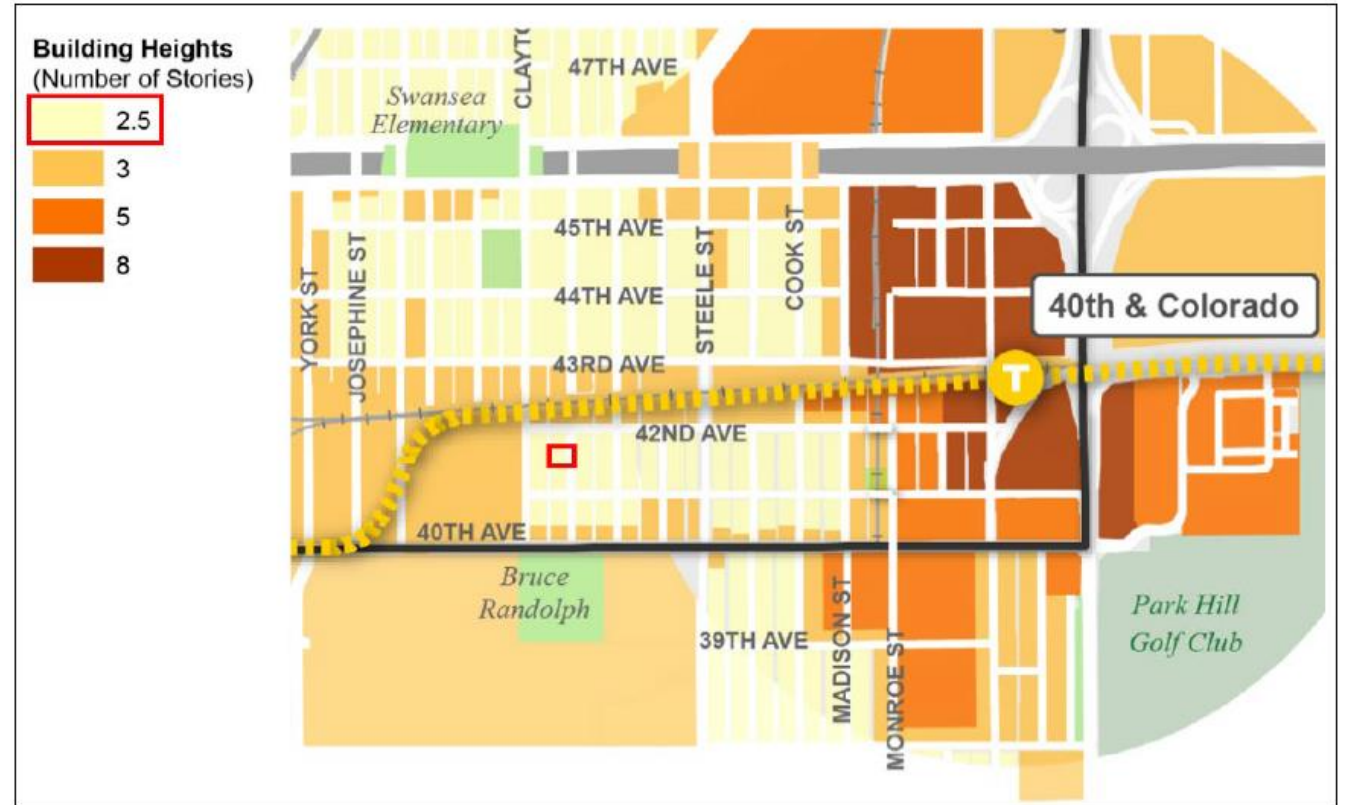 Building Heights
(Number of Stories)
2.5
3
5
8
47TH AVE
Swansea
Elementary
45TH AVE
44TH AVE
43RD AVE
42ND AVE
40TH AVE
39TH AVE
YORK ST
JOSEPHINE ST
STEELE ST
COOK ST
MADISON ST
MONROE ST
40th & Colorado
T
Bruce
Randolph
Park Hill
Golf Club